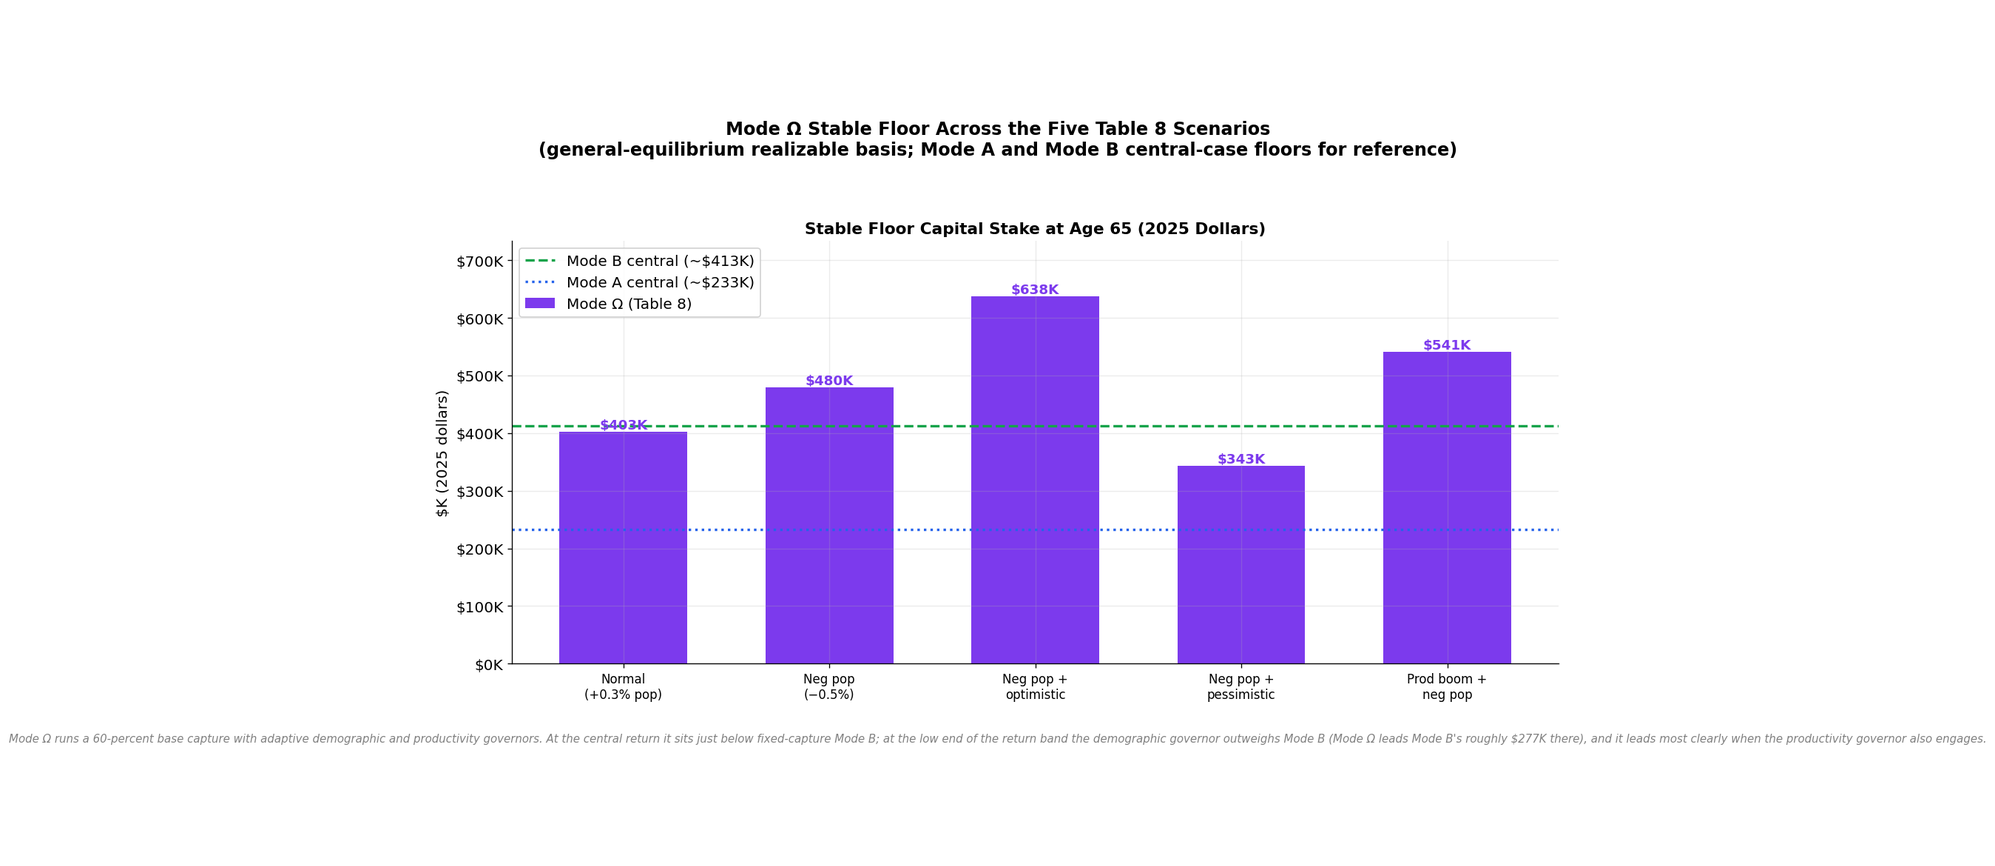 Mode Ω Stable Floor Across the Five Table 8 Scenarios
(general-equilibrium realizable basis; Mode A and Mode B central-case floors for reference)
Stable Floor Capital Stake at Age 65 (2025 Dollars)
Mode B central (~$413K)
Mode A central (~$233K)
Mode Ω (Table 8)
$K (2025 dollars)
$700K
$600K
$500K
$400K
$300K
$200K
$100K
$0K
$403K
$480K
$638K
$343K
$541K
Normal
(+0.3% pop)
Neg pop
(−0.5%)
Neg pop +
optimistic
Neg pop +
pessimistic
Prod boom +
neg pop
Mode Ω runs a 60-percent base capture with adaptive demographic and productivity governors. At the central return it sits just below fixed-capture Mode B; at the low end of the return band the demographic governor outweighs Mode B (Mode Ω leads Mode B's roughly $277K there), and it leads most clearly when the productivity governor also engages.